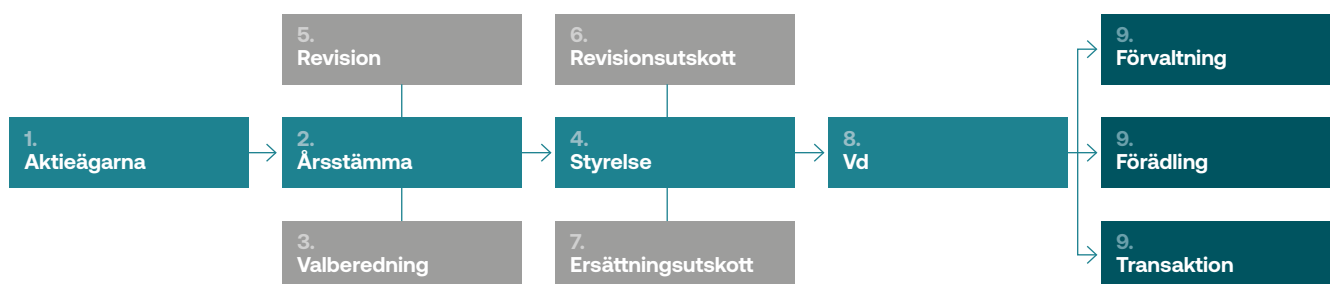 5.
Revision
6.
Revisionsutskott
9.
Förvaltning
1.
Aktieägarna
2.
Årsstämma
4.
Styrelse
8.
Vd
9.
Förädling
3.
Valberedning
7.
Ersättningsutskott
9.
Transaktion